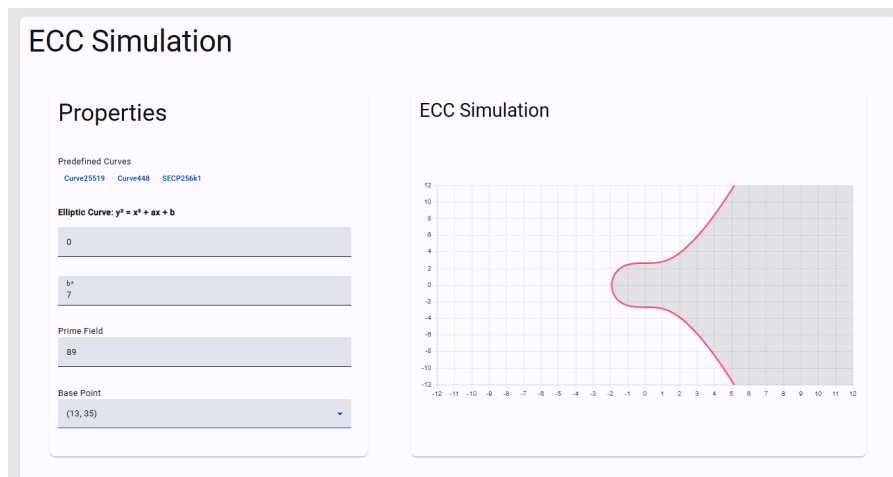 ECC Simulation
Properties
Predefined Curves
Curve25519 Curve448 SECP256k1
Elliptic Curve: y² = x³ + ax + b
0
b*
7
Prime Field
89
Base Point
(13, 35)
ECC Simulation
12
10
8
6
4
2
0
-2
-4
-6
-8
-10
-12
-12 -11 -10 -9 -8 -7 -6 -5 -4 -3 -2 -1 0 1 2 3 4 5 6 7 8 9 10 11 12